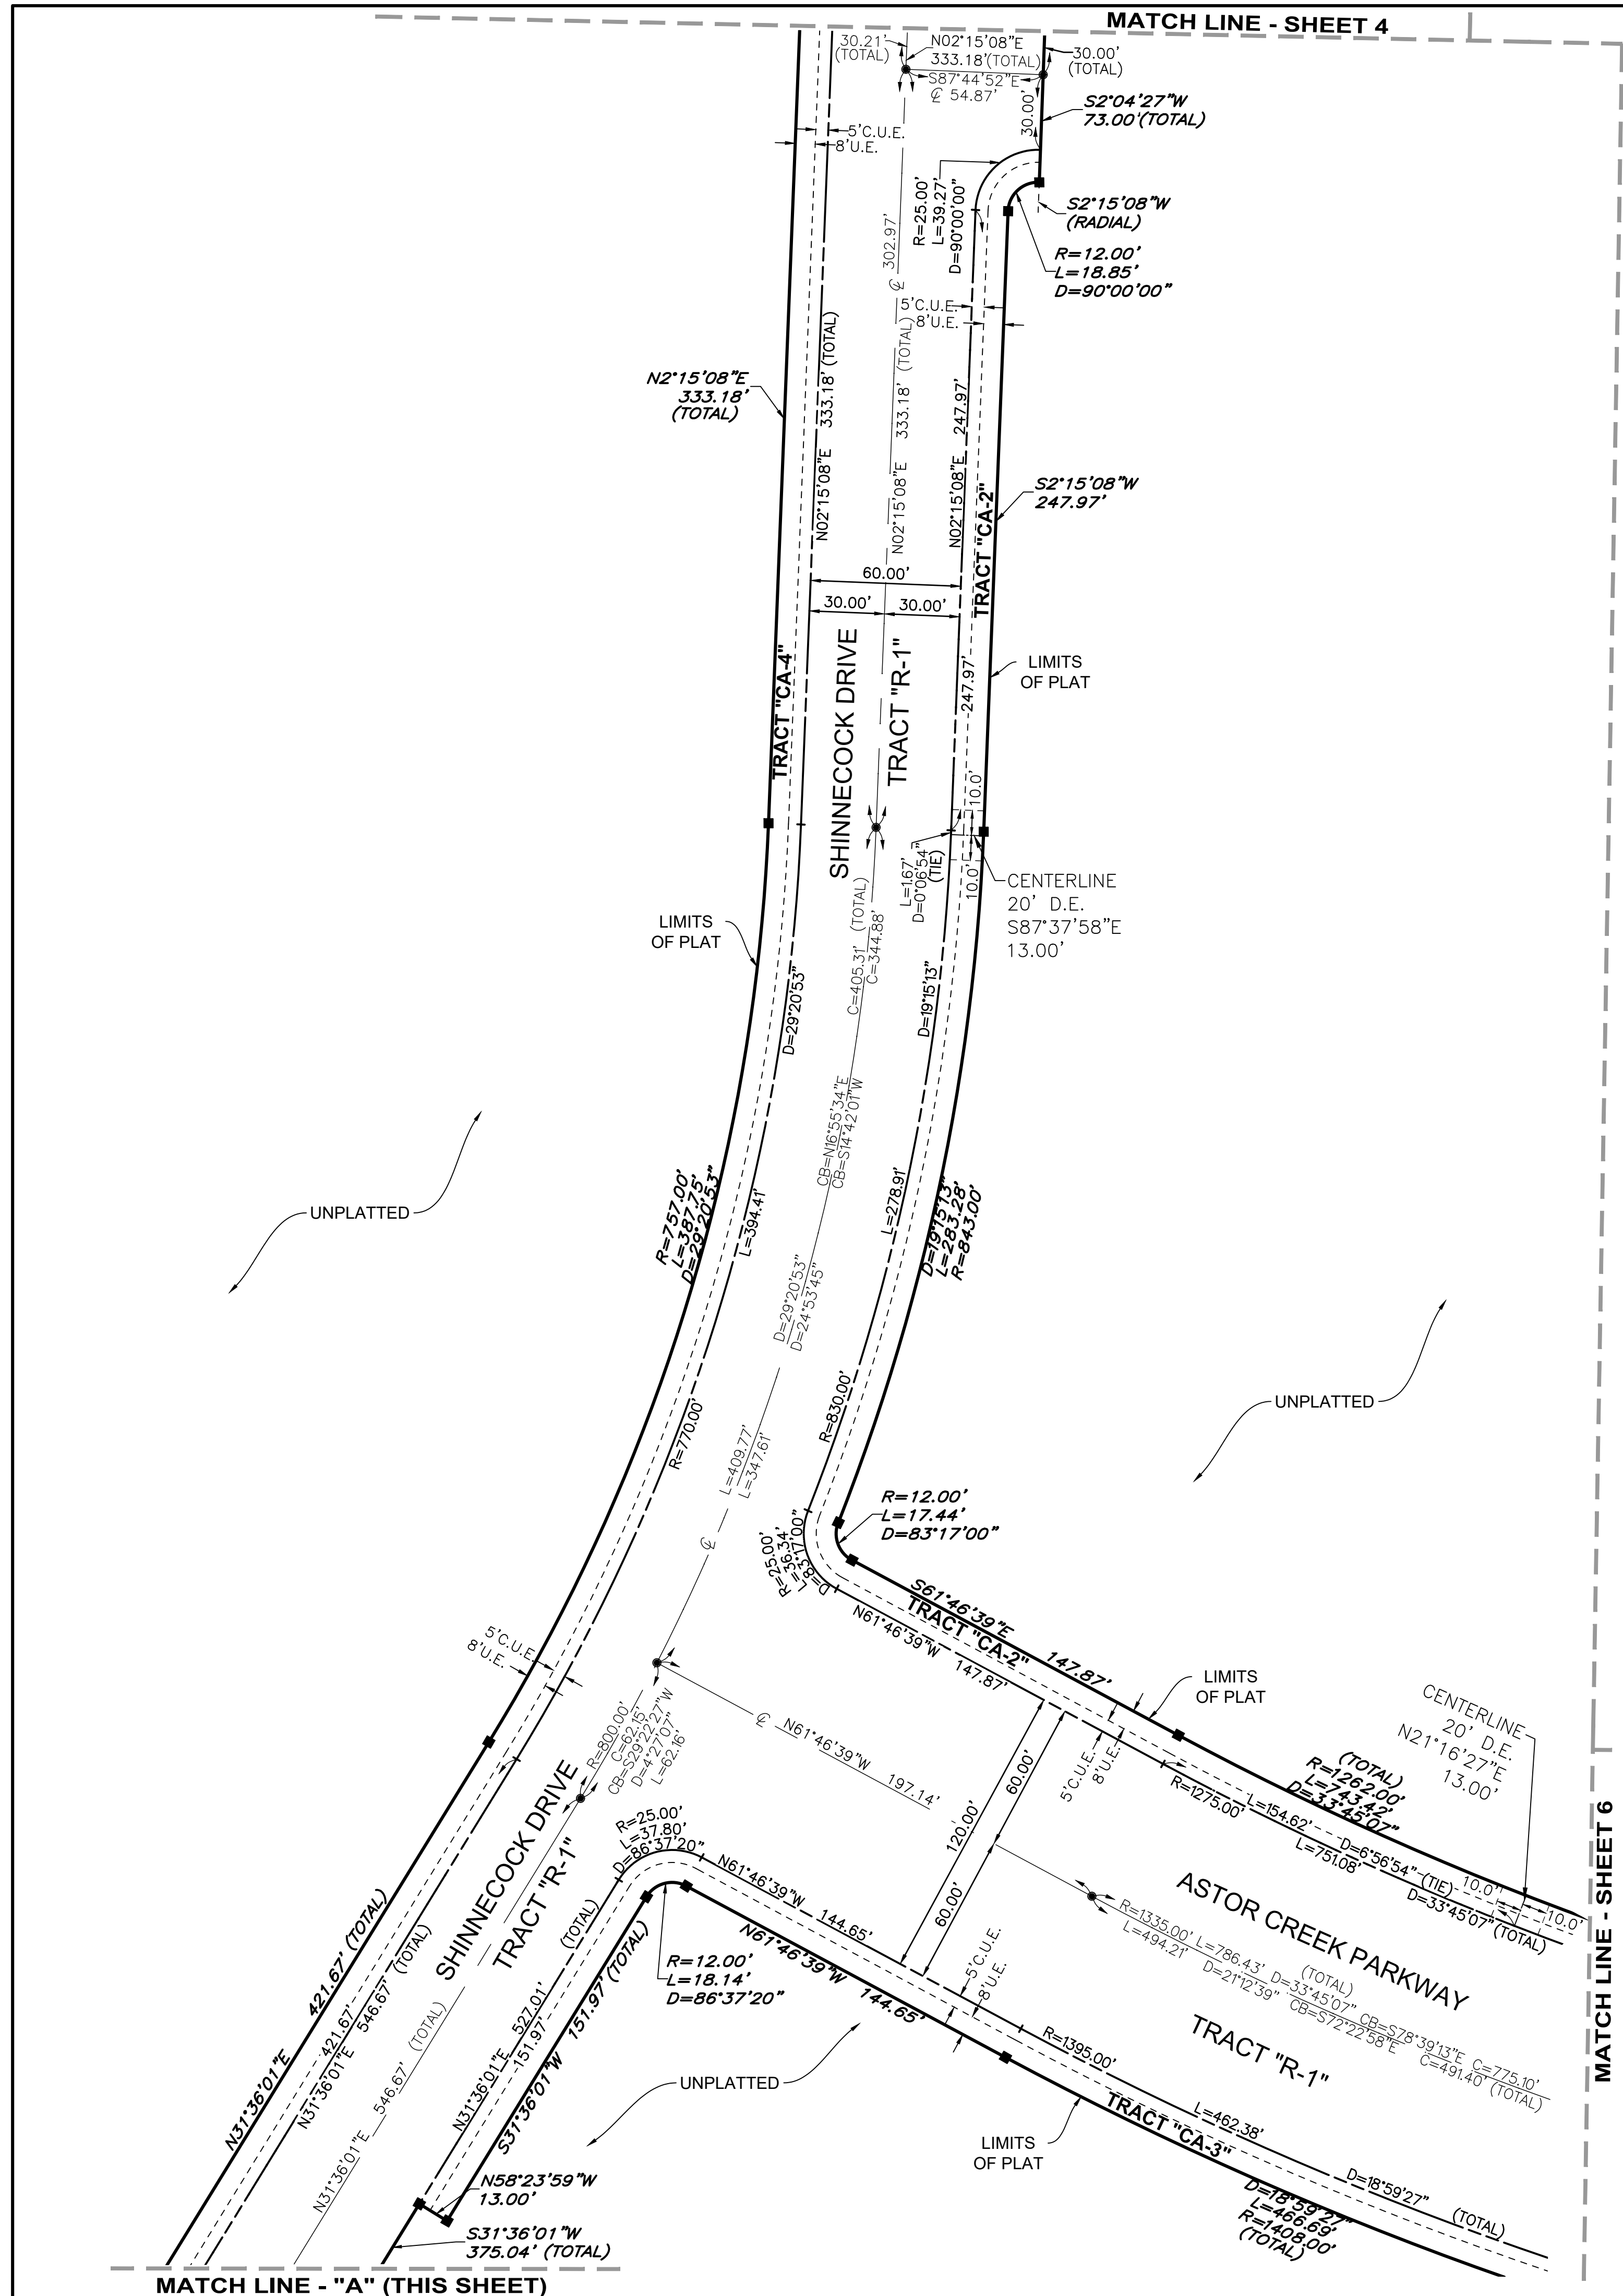 MATCH LINE - SHEET 4
30.21'
(TOTAL)
N02°15'08"E
333.18'(TOTAL)
S87°44'52"E
℄ 54.87'
30.00'
(TOTAL)
30.00'
S2°04'27"W
73.00'(TOTAL)
5'C.U.E.
8'U.E.
R=25.00'
L=39.27'
D=90°00'00"
S2°15'08"W
(RADIAL)
R=12.00'
L=18.85'
D=90°00'00"
℄ 302.97'
5'C.U.E.
8'U.E.
N2°15'08"E
333.18'
(TOTAL)
N02°15'08"E 333.18' (TOTAL)
N02°15'08"E 333.18' (TOTAL)
N02°15'08"E 247.97'
TRACT "CA-2"
S2°15'08"W
247.97'
60.00'
30.00' 30.00'
TRACT "CA-4"
SHINNECOCK DRIVE
TRACT "R-1"
247.97'
LIMITS
OF PLAT
10.0'
10.0'
L=1.67'
D=0°06'54"
(TIE)
CENTERLINE
20' D.E.
S87°37'58"E
13.00'
LIMITS
OF PLAT
C=405.31' (TOTAL)
C=344.88'
D=29°20'53"
D=19°15'13"
CB=N16°55'34"E
CB=S14°42'01"W
UNPLATTED
R=757.00'
L=387.75'
D=29°20'53"
L=394.41'
L=278.91'
D=19°15'13"
L=283.28'
R=843.00'
D=29°20'53"
D=24°53'45"
UNPLATTED
R=770.00'
R=830.00'
L=409.77'
L=347.61'
℄
R=12.00'
L=17.44'
D=83°17'00"
R=25.00'
L=36.34'
D=83°17'00"
S61°46'39"E 147.87'
TRACT "CA-2"
N61°46'39"W 147.87'
5'C.U.E.
8'U.E.
LIMITS
OF PLAT
℄ N61°46'39"W 197.14'
CENTERLINE
20' D.E.
N21°16'27"E
13.00'
R=800.00'
C=62.15'
CB=S29°22'27"W
D=4°27'07"
L=62.16'
5'C.U.E.
8'U.E.
120.00'
60.00'
60.00'
(TOTAL)
R=1262.00'
L=743.42'
D=33°45'07"
R=1275.00' L=154.62' D=6°56'54" (TIE)
L=751.08' D=33°45'07" (TOTAL)
10.0'
10.0'
SHINNECOCK DRIVE
TRACT "R-1"
R=25.00'
L=37.80'
D=86°37'20"
N61°46'39"W 144.65'
N61°46'39"W 144.65'
R=12.00'
L=18.14'
D=86°37'20"
5'C.U.E.
8'U.E.
ASTOR CREEK PARKWAY
R=1335.00' L=786.43' D=33°45'07" CB=S78°39'13"E C=775.10'
(TOTAL)
L=494.21' D=21°12'39" CB=S72°22'58"E C=491.40' (TOTAL)
TRACT "R-1"
MATCH LINE - SHEET 6
N31°36'01"E 421.67' (TOTAL)
421.67'
N31°36'01"E 546.67' (TOTAL)
N31°36'01"E 546.67' (TOTAL)
N31°36'01"E 527.01' (TOTAL)
151.97'
S31°36'01"W 151.97' (TOTAL)
UNPLATTED
R=1395.00' L=462.38' D=18°59'27" (TOTAL)
TRACT "CA-3"
LIMITS
OF PLAT
D=18°59'27"
L=466.69'
R=1408.00'
(TOTAL)
N58°23'59"W
13.00'
S31°36'01"W
375.04' (TOTAL)
MATCH LINE - "A" (THIS SHEET)